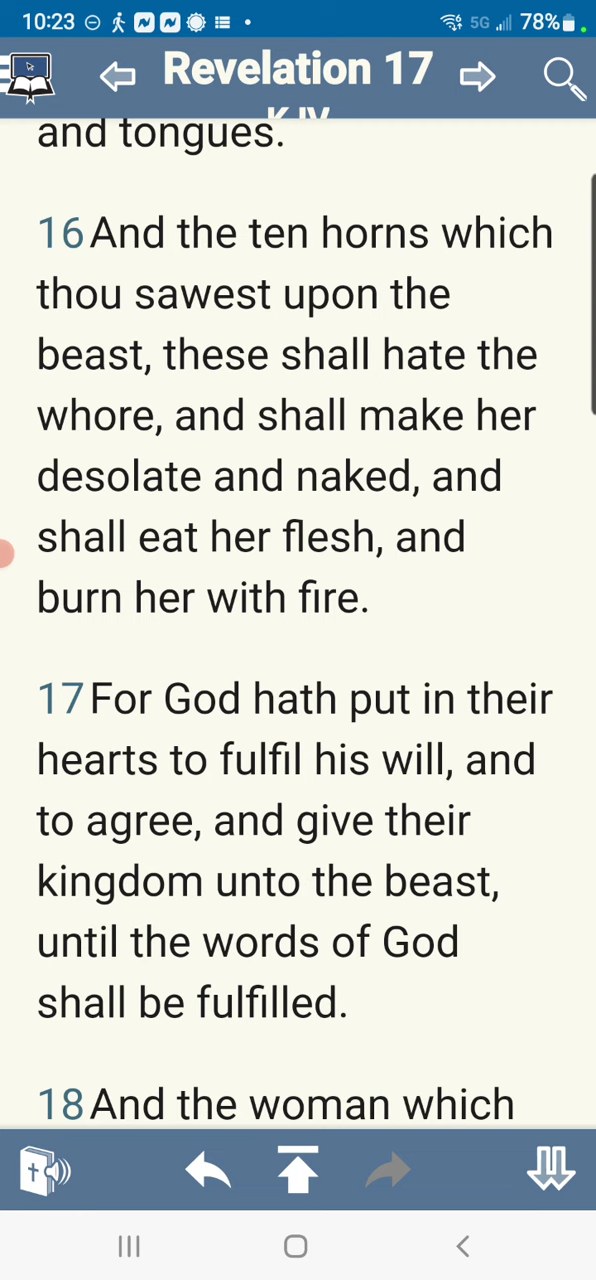 10:23 5G 78%
Revelation 17
KJV
and tongues.
16 And the ten horns which
thou sawest upon the
beast, these shall hate the
whore, and shall make her
desolate and naked, and
shall eat her flesh, and
burn her with fire.
17 For God hath put in their
hearts to fulfil his will, and
to agree, and give their
kingdom unto the beast,
until the words of God
shall be fulfilled.
18 And the woman which